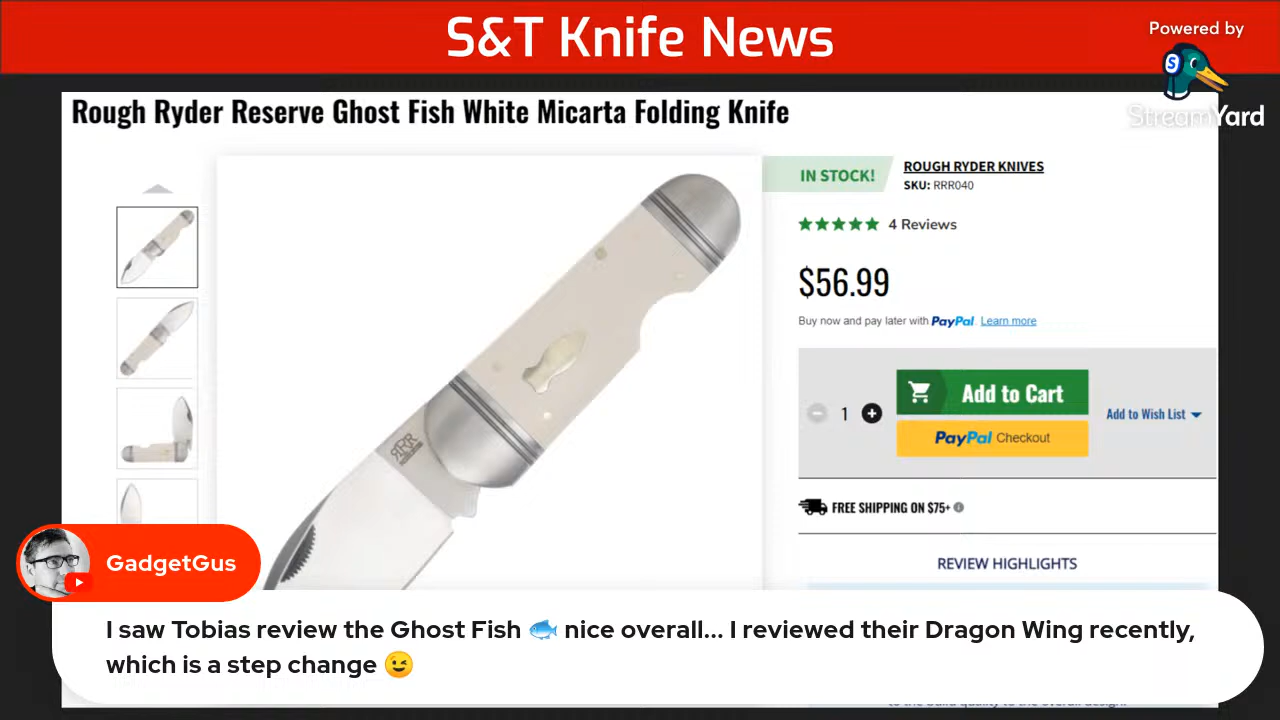 S&T Knife News
Powered by
StreamYard
Rough Ryder Reserve Ghost Fish White Micarta Folding Knife
IN STOCK!
ROUGH RYDER KNIVES
SKU: RRR040
4 Reviews
$56.99
Buy now and pay later with PayPal. Learn more
1
Add to Cart
PayPal Checkout
Add to Wish List
FREE SHIPPING ON $75+
REVIEW HIGHLIGHTS
RRR
GadgetGus
I saw Tobias review the Ghost Fish 🐟 nice overall... I reviewed their Dragon Wing recently,
which is a step change 😉